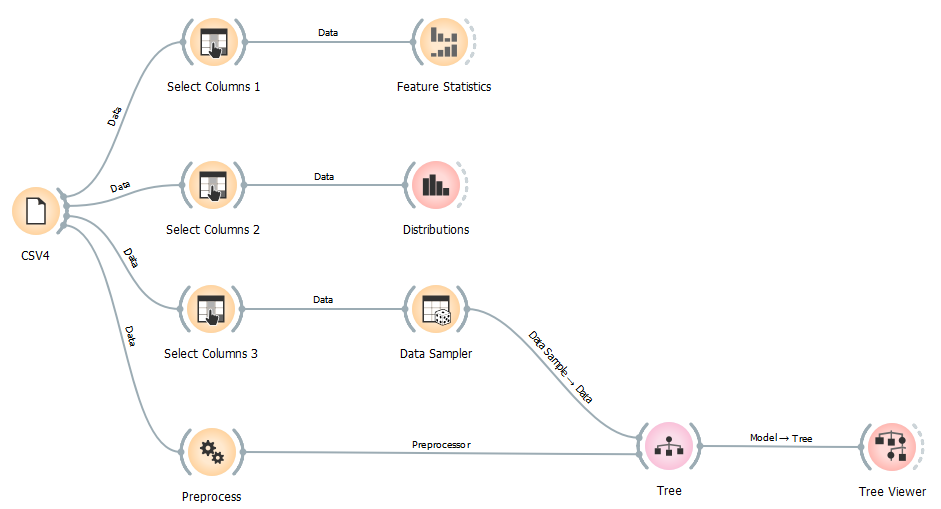 Data
Select Columns 1
Feature Statistics
Data
Data
Data
Select Columns 2
Distributions
CSV4
Data
Data
Select Columns 3
Data Sampler
Data
Data Sample → Data
Preprocessor
Model → Tree
Preprocess
Tree
Tree Viewer